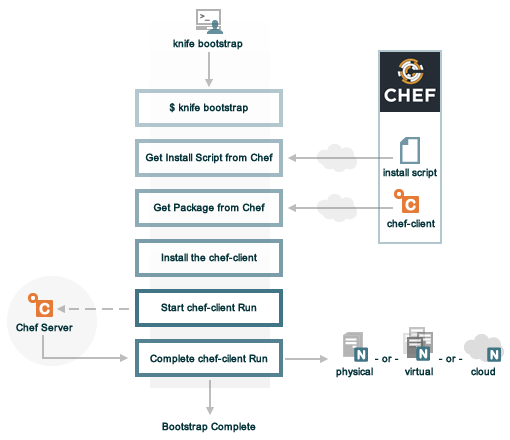 >_
knife bootstrap
$ knife bootstrap
CHEF
Get Install Script from Chef
install script
Get Package from Chef
C
chef-client
Install the chef-client
Start chef-client Run
C
Chef Server
Complete chef-client Run
N
- or -
N
- or -
N
physical
virtual
cloud
Bootstrap Complete